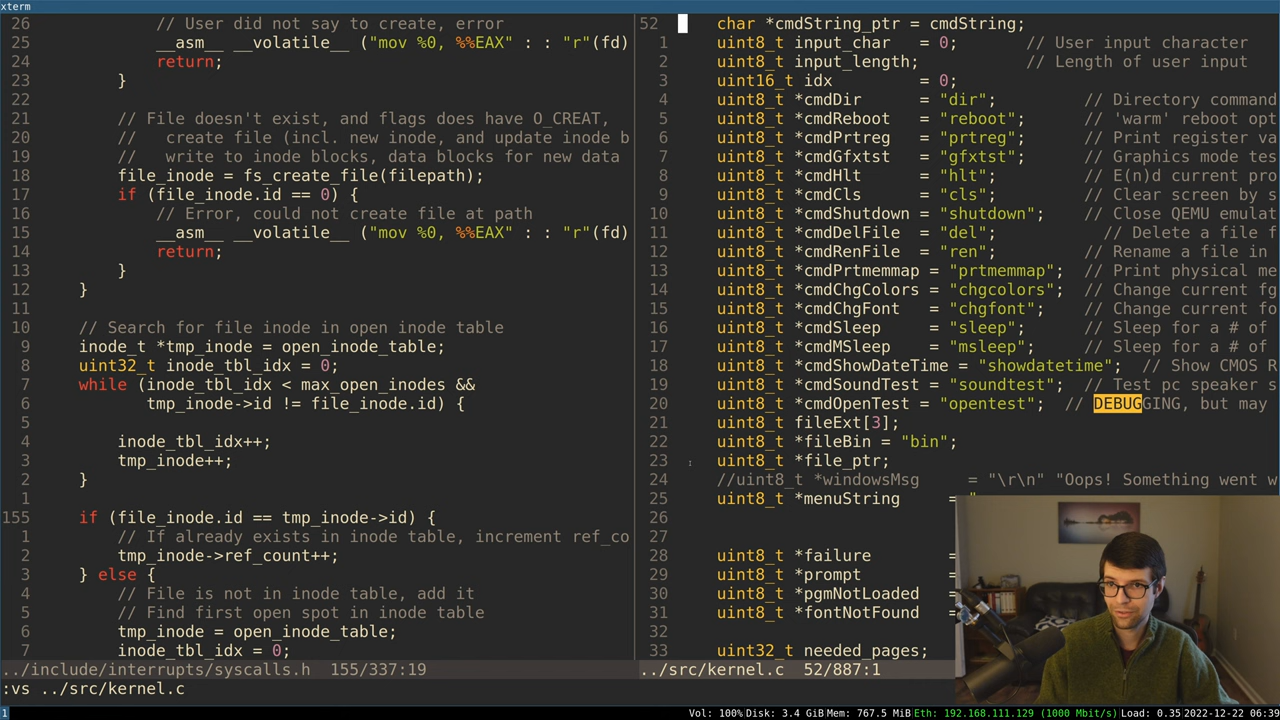 xterm
26 // User did not say to create, error
25 __asm__ __volatile__ ("mov %0, %%EAX" : : "r"(fd)
24 return;
23 }
22
21 // File doesn't exist, and flags does have O_CREAT,
20 //   create file (incl. new inode, and update inode b
19 //   write to inode blocks, data blocks for new data
18 file_inode = fs_create_file(filepath);
17 if (file_inode.id == 0) {
16 // Error, could not create file at path
15 __asm__ __volatile__ ("mov %0, %%EAX" : : "r"(fd)
14 return;
13 }
12 }
11
10 // Search for file inode in open inode table
9 inode_t *tmp_inode = open_inode_table;
8 uint32_t inode_tbl_idx = 0;
7 while (inode_tbl_idx < max_open_inodes &&
6 tmp_inode->id != file_inode.id) {
5
4 inode_tbl_idx++;
3 tmp_inode++;
2 }
1
155 if (file_inode.id == tmp_inode->id) {
1 // If already exists in inode table, increment ref_co
2 tmp_inode->ref_count++;
3 } else {
4 // File is not in inode table, add it
5 // Find first open spot in inode table
6 tmp_inode = open_inode_table;
7 inode_tbl_idx = 0;
../include/interrupts/syscalls.h 155/337:19
52 char *cmdString_ptr = cmdString;
1 uint8_t input_char   = 0;       // User input character
2 uint8_t input_length;           // Length of user input
3 uint16_t idx         = 0;
4 uint8_t *cmdDir      = "dir";         // Directory command
5 uint8_t *cmdReboot   = "reboot";      // 'warm' reboot opt
6 uint8_t *cmdPrtreg   = "prtreg";      // Print register va
7 uint8_t *cmdGfxtst   = "gfxtst";      // Graphics mode tes
8 uint8_t *cmdHlt      = "hlt";         // E(n)d current pro
9 uint8_t *cmdCls      = "cls";         // Clear screen by s
10 uint8_t *cmdShutdown = "shutdown";    // Close QEMU emulat
11 uint8_t *cmdDelFile  = "del";           // Delete a file f
12 uint8_t *cmdRenFile  = "ren";         // Rename a file in
13 uint8_t *cmdPrtmemmap = "prtmemmap";  // Print physical me
14 uint8_t *cmdChgColors = "chgcolors";  // Change current fg
15 uint8_t *cmdChgFont   = "chgfont";    // Change current fo
16 uint8_t *cmdSleep     = "sleep";      // Sleep for a # of
17 uint8_t *cmdMSleep    = "msleep";     // Sleep for a # of
18 uint8_t *cmdShowDateTime = "showdatetime";  // Show CMOS R
19 uint8_t *cmdSoundTest = "soundtest";  // Test pc speaker s
20 uint8_t *cmdOpenTest = "opentest";  // DEBUGGING, but may
21 uint8_t fileExt[3];
22 uint8_t *fileBin = "bin";
23 uint8_t *file_ptr;
24 //uint8_t *windowsMsg     = "\r\n" "Oops! Something went w
25 uint8_t *menuString     = "
26
28 uint8_t *failure        =
29 uint8_t *prompt         =
30 uint8_t *pgmNotLoaded   =
31 uint8_t *fontNotFound   =
32
33 uint32_t needed_pages;
../src/kernel.c 52/887:1
:vs ../src/kernel.c
1 Vol: 100% Disk: 3.4 GiB Mem: 767.5 MiB Eth: 192.168.111.129 (1000 Mbit/s) Load: 0.35 2022-12-22 06:39